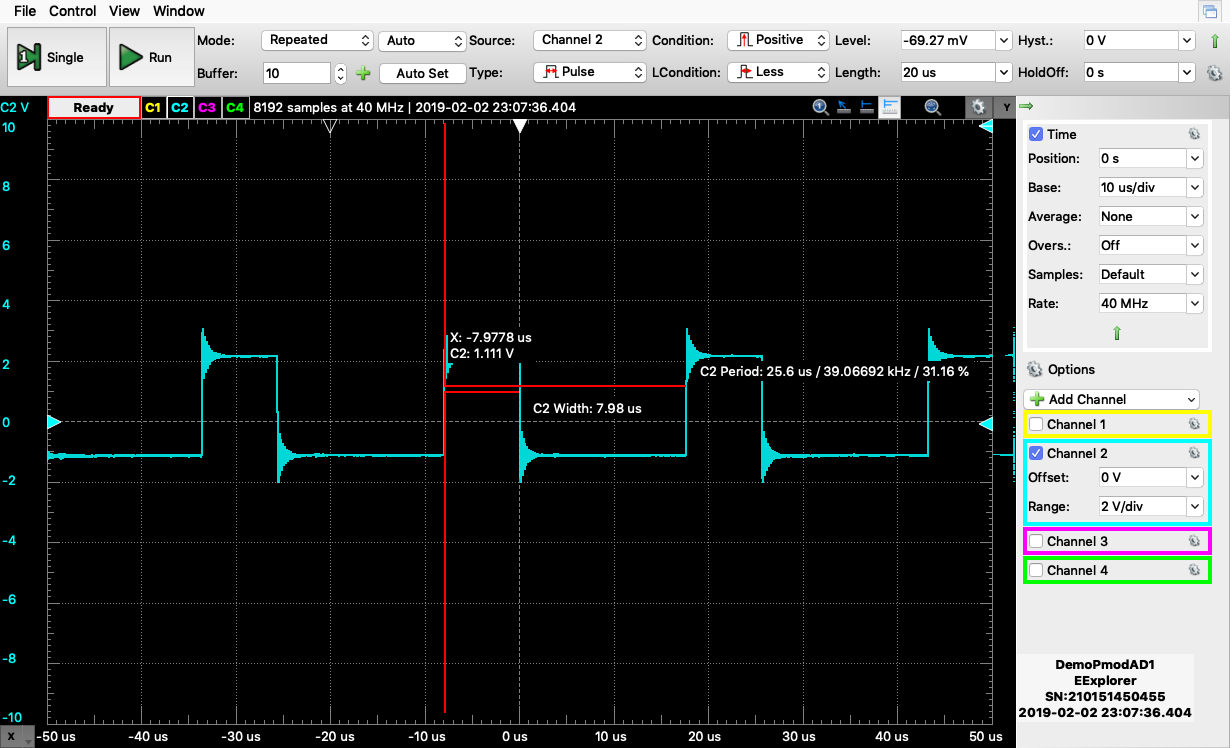 File Control View Window
Single
Run
Mode: Repeated Auto Source: Channel 2 Condition: Positive Level: -69.27 mV Hyst.: 0 V
Buffer: 10 Auto Set Type: Pulse LCondition: Less Length: 20 us HoldOff: 0 s
C2 V Ready C1 C2 C3 C4 8192 samples at 40 MHz | 2019-02-02 23:07:36.404 Y
10
8
6
4
2
0
-2
-4
-6
-8
-10
X: -7.9778 us
C2: 1.111 V
C2 Period: 25.6 us / 39.06692 kHz / 31.16 %
C2 Width: 7.98 us
X -50 us -40 us -30 us -20 us -10 us 0 us 10 us 20 us 30 us 40 us 50 us
Time
Position: 0 s
Base: 10 us/div
Average: None
Overs.: Off
Samples: Default
Rate: 40 MHz
Options
Add Channel
Channel 1
Channel 2
Offset: 0 V
Range: 2 V/div
Channel 3
Channel 4
DemoPmodAD1
EExplorer
SN:210151450455
2019-02-02 23:07:36.404